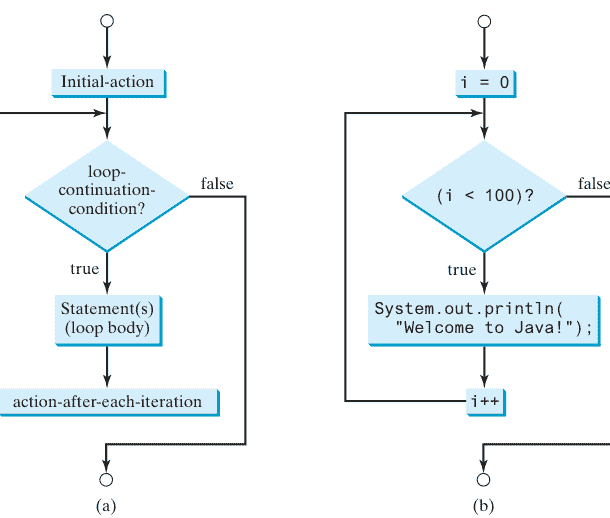 Initial-action
loop-
continuation-
condition?
false
true
Statement(s)
(loop body)
action-after-each-iteration
(a)
i = 0
(i < 100)?
false
true
System.out.println(
"Welcome to Java!");
i++
(b)